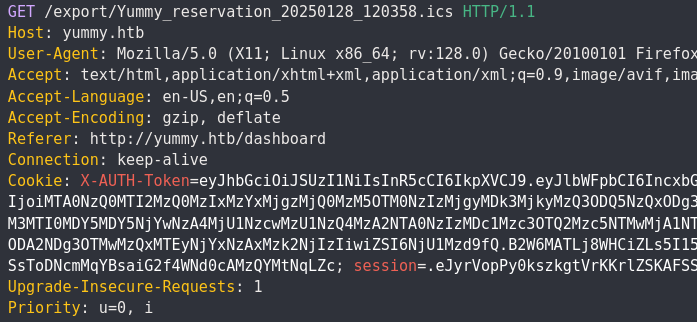 GET /export/Yummy_reservation_20250128_120358.ics HTTP/1.1
Host: yummy.htb
User-Agent: Mozilla/5.0 (X11; Linux x86_64; rv:128.0) Gecko/20100101 Firefox
Accept: text/html,application/xhtml+xml,application/xml;q=0.9,image/avif,ima
Accept-Language: en-US,en;q=0.5
Accept-Encoding: gzip, deflate
Referer: http://yummy.htb/dashboard
Connection: keep-alive
Cookie: X-AUTH-Token=eyJhbGciOiJSUzI1NiIsInR5cCI6IkpXVCJ9.eyJlbWFpbCI6IncxbG
IjoiMTA0NzQ0MTI2MzQ0MzIxMzYxMjgzMjQ0MzM5OTM0NzIzMjgyMDk3MjkyMzQ3ODQ5NzQxODg3
M3MTI0MDY5MDY5NjYwNzA4MjU1NzcwMzU1NzQ4MzA2NTA0NzIzMDc1Mzc3OTQ2Mzc5NTMwMjA1NT
ODA2NDg3OTMwMzQxMTEyNjYxNzAxMzk2NjIzIiwiZSI6NjU1Mzd9fQ.B2W6MATLj8WHCiZLs5I15
SsToDNcmMqYBsaiG2f4WNd0cAMzQYMtNqLZc; session=.eJyrVopPy0kszkgtVrKKrlZSKAFSS
Upgrade-Insecure-Requests: 1
Priority: u=0, i